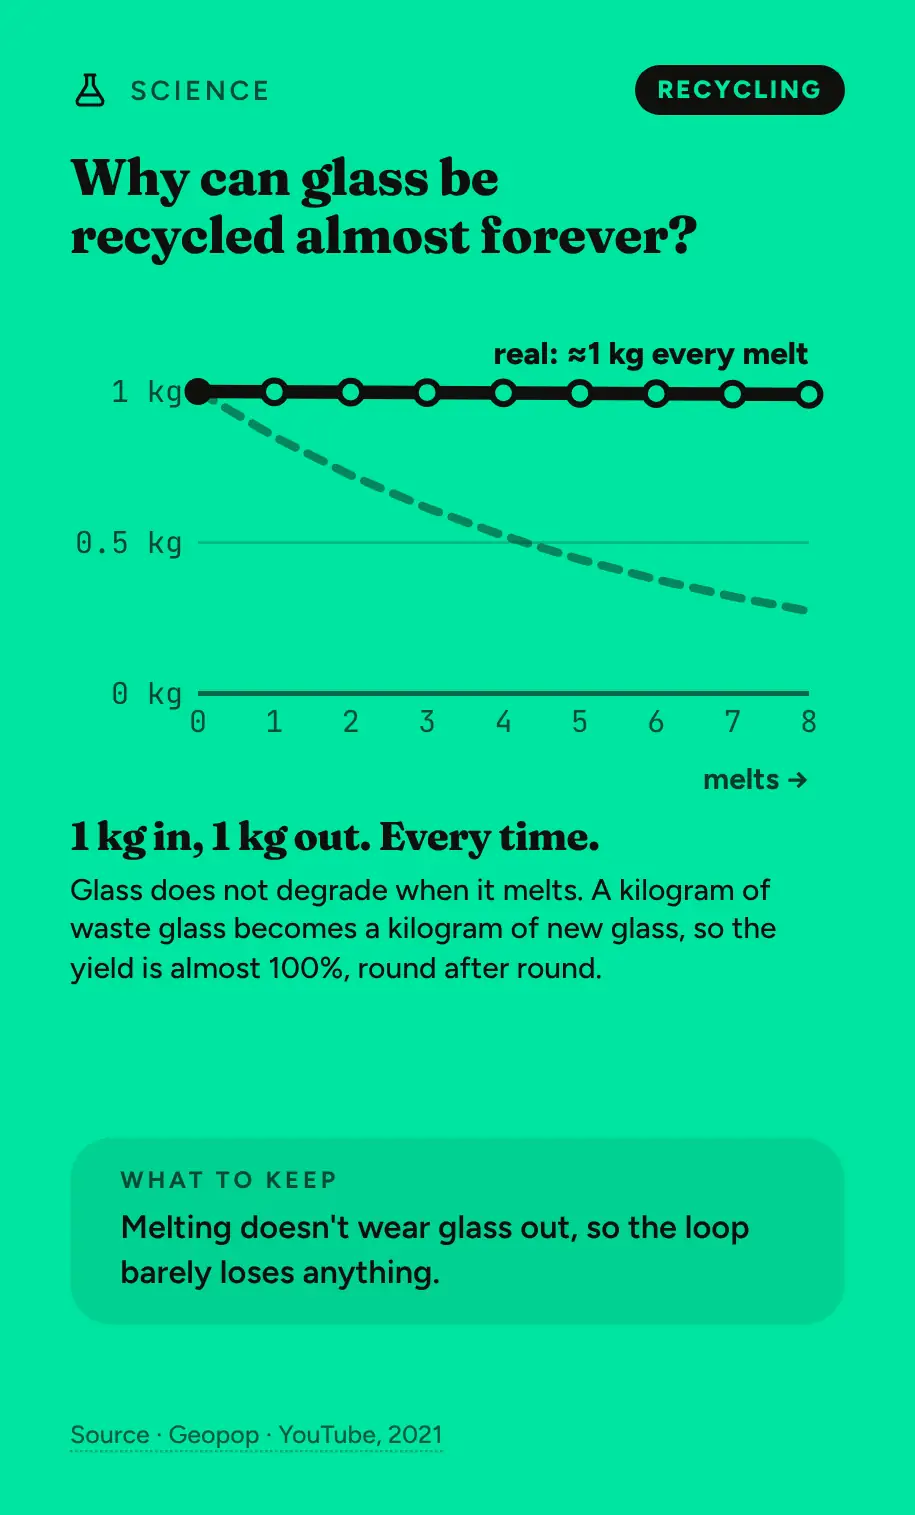 SCIENCE
RECYCLING
Why can glass be
recycled almost forever?
real: ≈1 kg every melt
1 kg
0.5 kg
0 kg
0 1 2 3 4 5 6 7 8
melts →
1 kg in, 1 kg out. Every time.
Glass does not degrade when it melts. A kilogram of
waste glass becomes a kilogram of new glass, so the
yield is almost 100%, round after round.
WHAT TO KEEP
Melting doesn't wear glass out, so the loop
barely loses anything.
Source · Geopop · YouTube, 2021